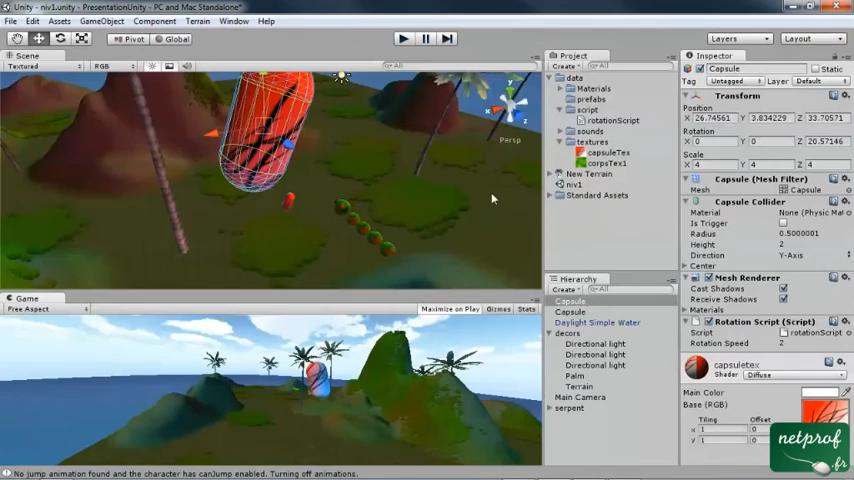 Unity - niv1.unity - PresentationUnity - PC and Mac Standalone*
File Edit Assets GameObject Component Terrain Window Help
Pivot Global Layers Layout
Scene
Textured RGB All
y
x
z
Persp
Game
Free Aspect Maximize on Play Gizmos Stats
Project
Create All
data
Materials
prefabs
script
rotationScript
sounds
textures
capsuleTex
corpsTex1
New Terrain
niv1
Standard Assets
Hierarchy
Create All
Capsule
Capsule
Daylight Simple Water
decors
Directional light
Directional light
Directional light
Palm
Terrain
Main Camera
serpent
Inspector
Capsule Static
Tag Untagged Layer Default
Transform
Position
X 26.74561 Y 3.834229 Z 33.70571
Rotation
X 0 Y 0 Z 20.57146
Scale
X 4 Y 4 Z 4
Capsule (Mesh Filter)
Mesh Capsule
Capsule Collider
Material None (Physic Ma
Is Trigger
Radius 0.5000001
Height 2
Direction Y-Axis
Center
Mesh Renderer
Cast Shadows
Receive Shadows
Materials
Rotation Script (Script)
Script rotationScript
Rotation Speed 2
capsuletex
Shader Diffuse
Main Color
Base (RGB)
Tiling Offset
x 1 0
y 1 0
netprof
.fr
No jump animation found and the character has canJump enabled. Turning off animations.